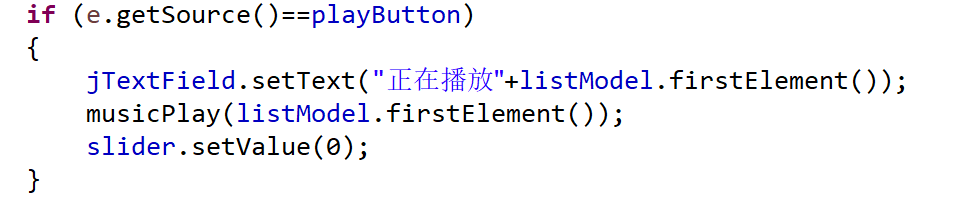 if (e.getSource()==playButton)
{
    jTextField.setText("正在播放"+listModel.firstElement());
    musicPlay(listModel.firstElement());
    slider.setValue(0);
}